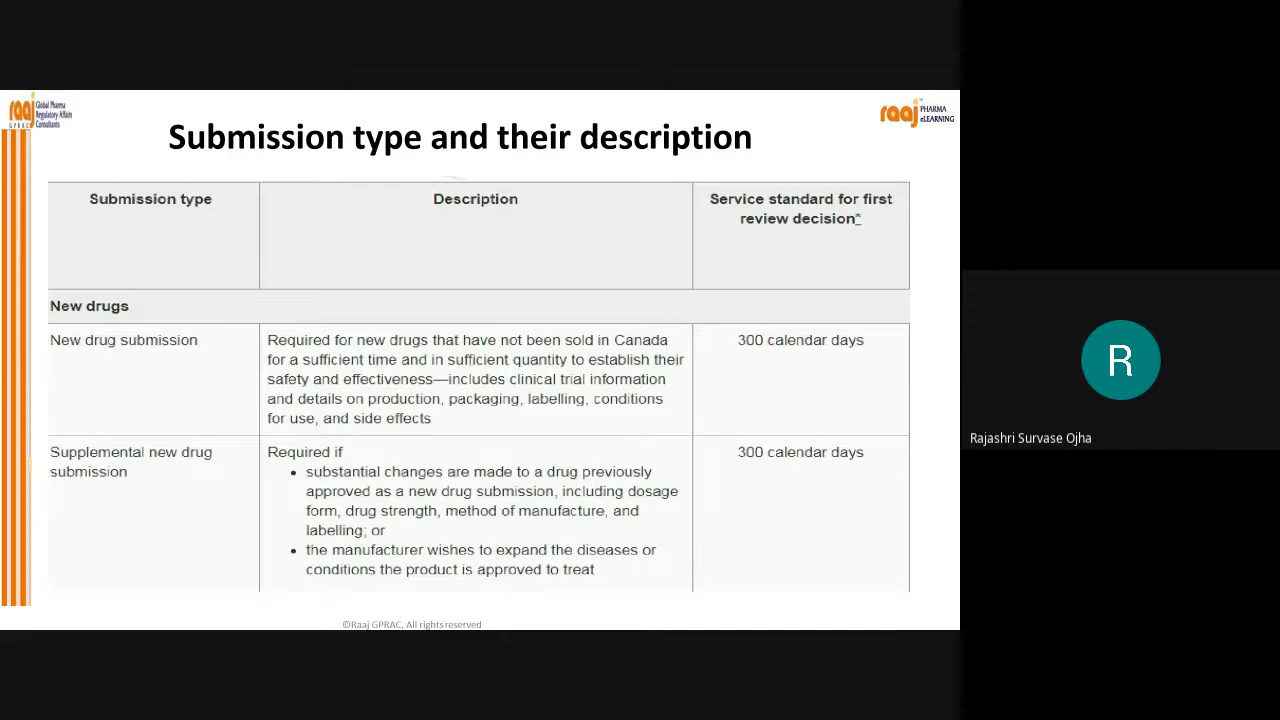 raaj
GPRAC
Global Pharma
Regulatory Affairs
Consultants
raaj
PHARMA
eLEARNING
Submission type and their description
Submission type
Description
Service standard for first
review decision*
New drugs
New drug submission
Required for new drugs that have not been sold in Canada
for a sufficient time and in sufficient quantity to establish their
safety and effectiveness—includes clinical trial information
and details on production, packaging, labelling, conditions
for use, and side effects
300 calendar days
Supplemental new drug
submission
Required if
• substantial changes are made to a drug previously
approved as a new drug submission, including dosage
form, drug strength, method of manufacture, and
labelling; or
• the manufacturer wishes to expand the diseases or
conditions the product is approved to treat
300 calendar days
©Raaj GPRAC, All rights reserved
R
Rajashri Survase Ojha